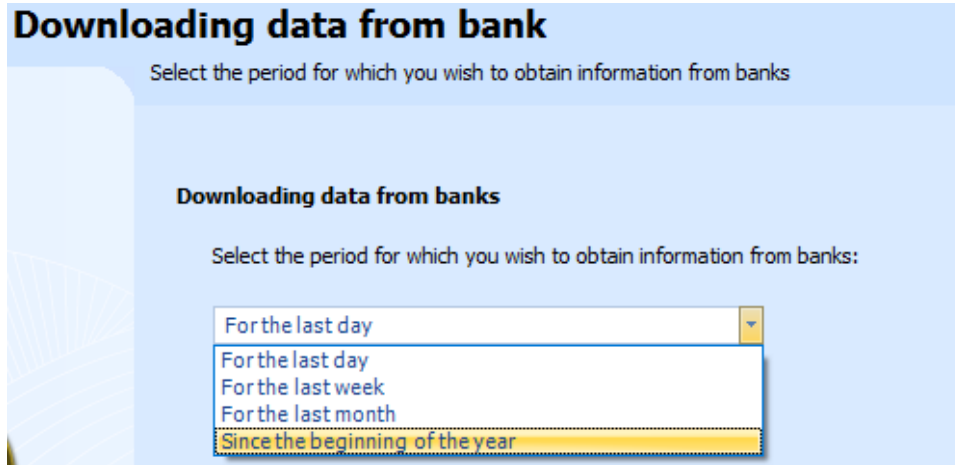 Downloading data from bank
Select the period for which you wish to obtain information from banks
Downloading data from banks
Select the period for which you wish to obtain information from banks:
For the last day
For the last day
For the last week
For the last month
Since the beginning of the year